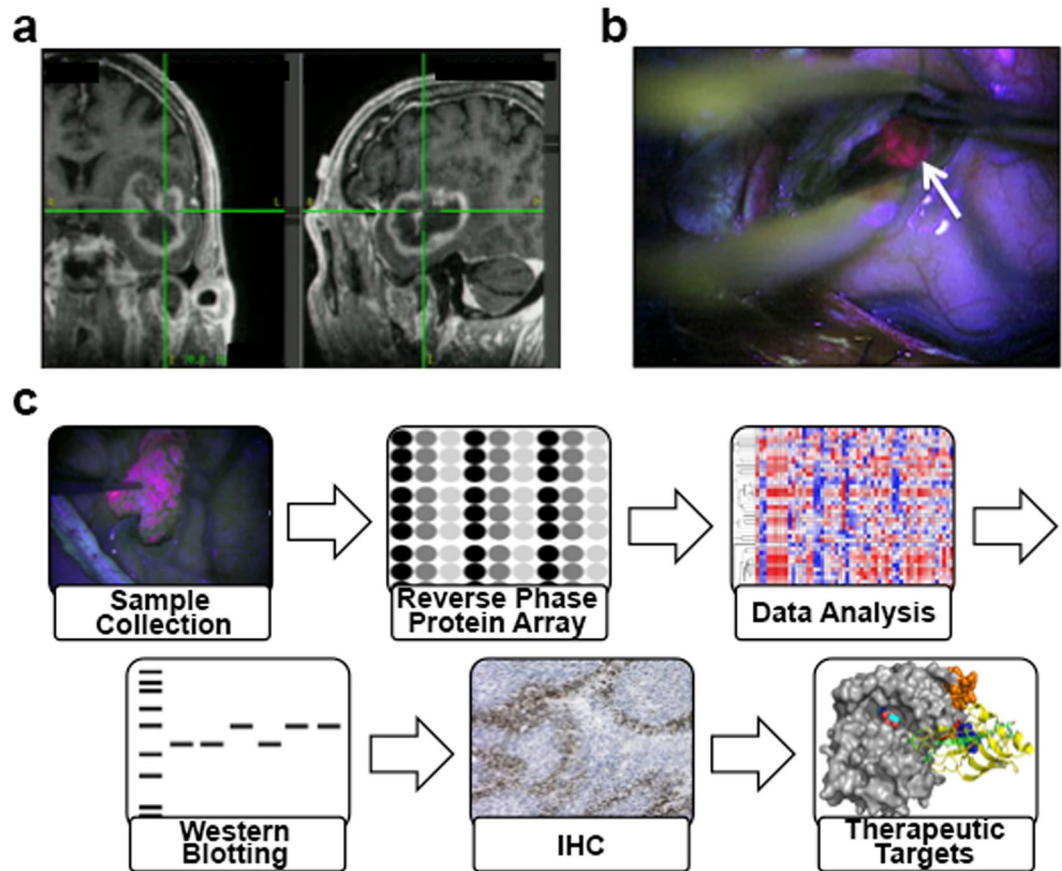 a
b
c
Sample
Collection
Reverse Phase
Protein Array
Data Analysis
Western
Blotting
IHC
Therapeutic
Targets